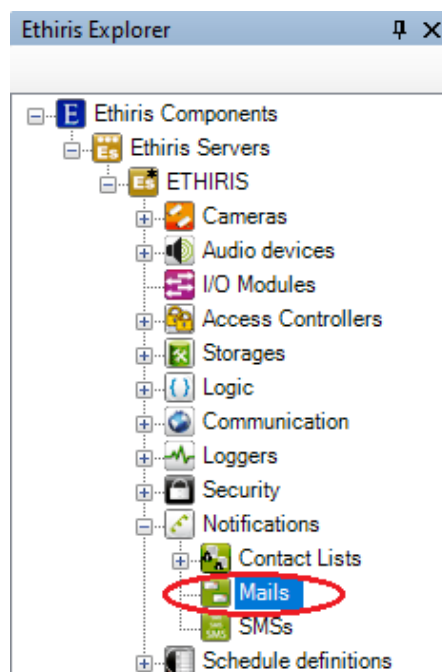 Ethiris Explorer
Ethiris Components
Ethiris Servers
ETHIRIS
Cameras
Audio devices
I/O Modules
Access Controllers
Storages
Logic
Communication
Loggers
Security
Notifications
Contact Lists
Mails
SMSs
Schedule definitions